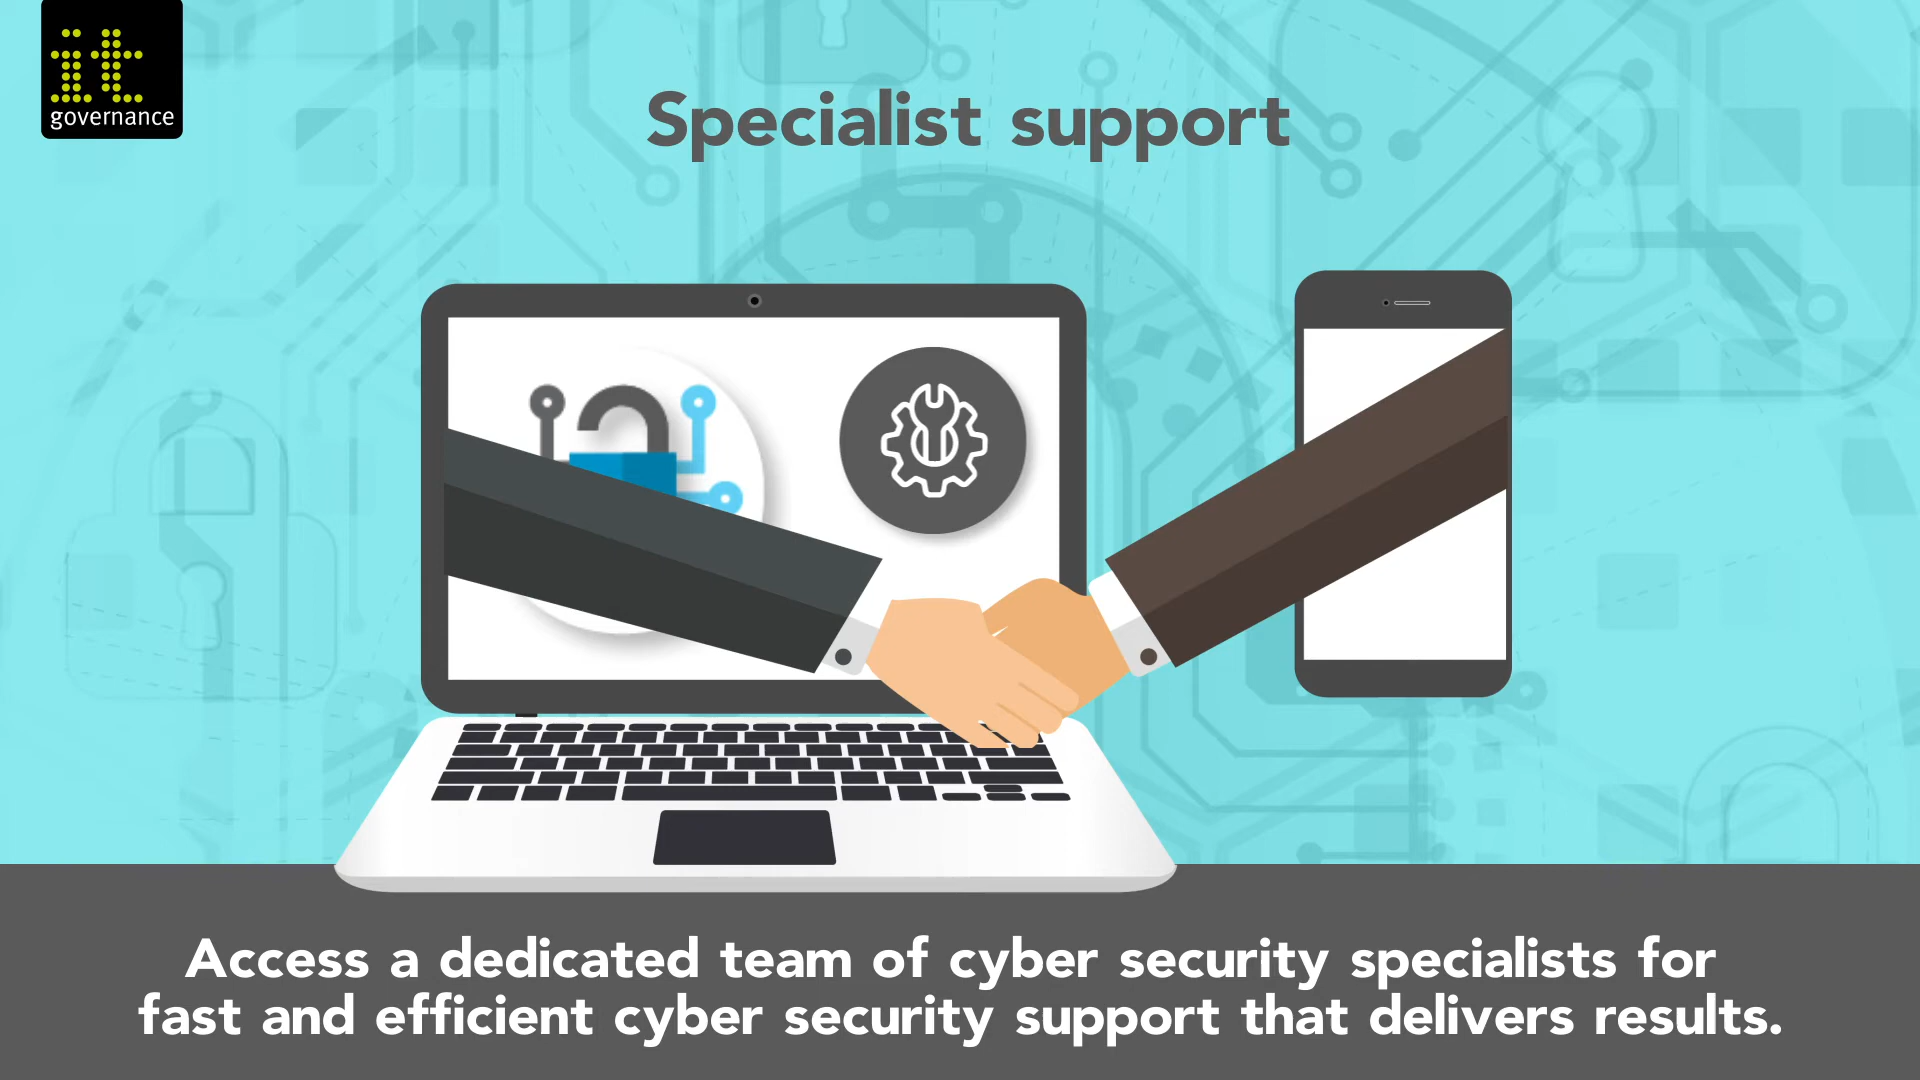 it
governance
Specialist support
Access a dedicated team of cyber security specialists for
fast and efficient cyber security support that delivers results.